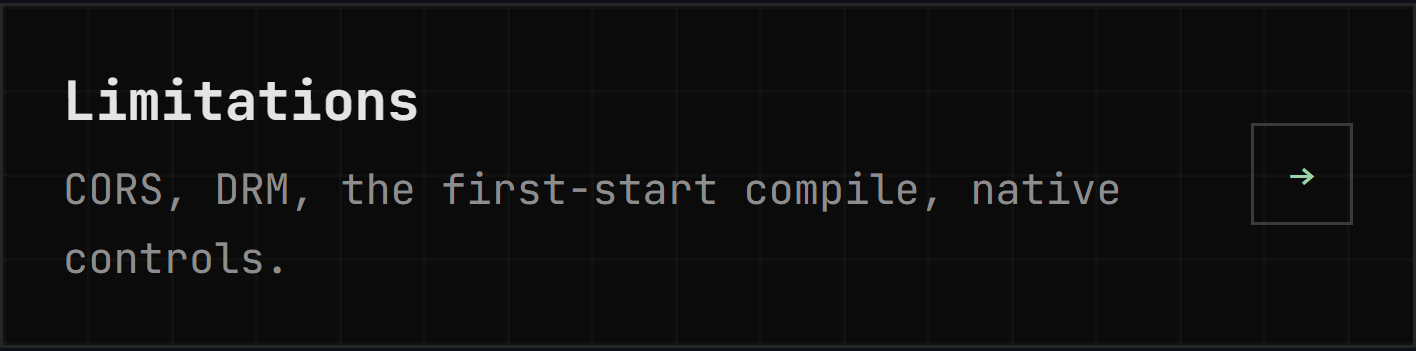 Limitations
CORS, DRM, the first-start compile, native
controls.
→